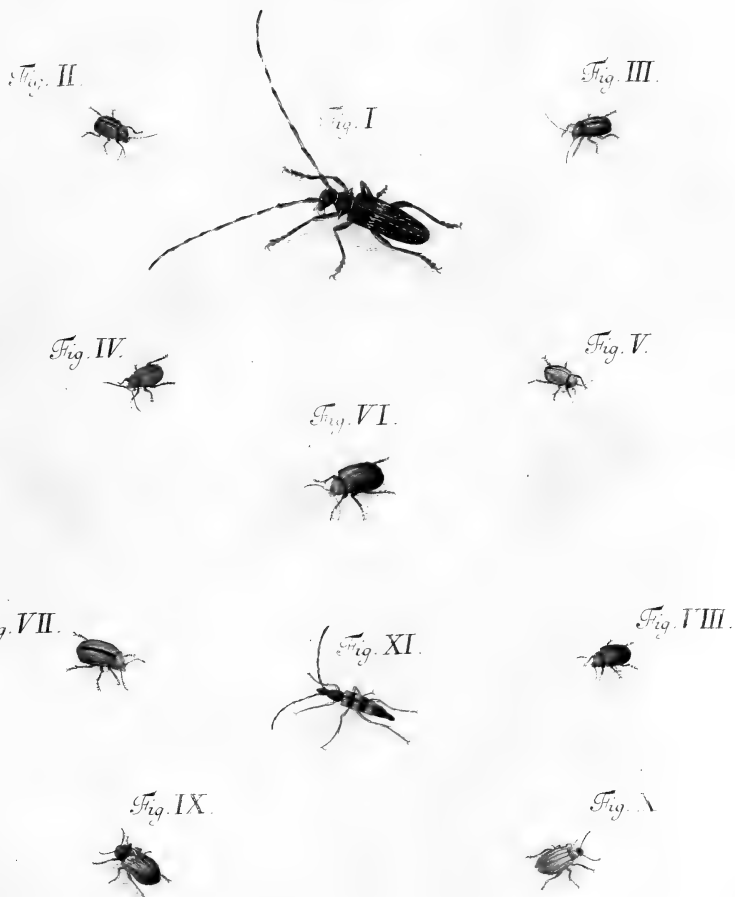 Fig. II.
Fig. III.
Fig. I
Fig. IV.
Fig. V.
Fig. VI.
g. VII.
Fig. VIII.
Fig. XI.
Fig. IX.
Fig.